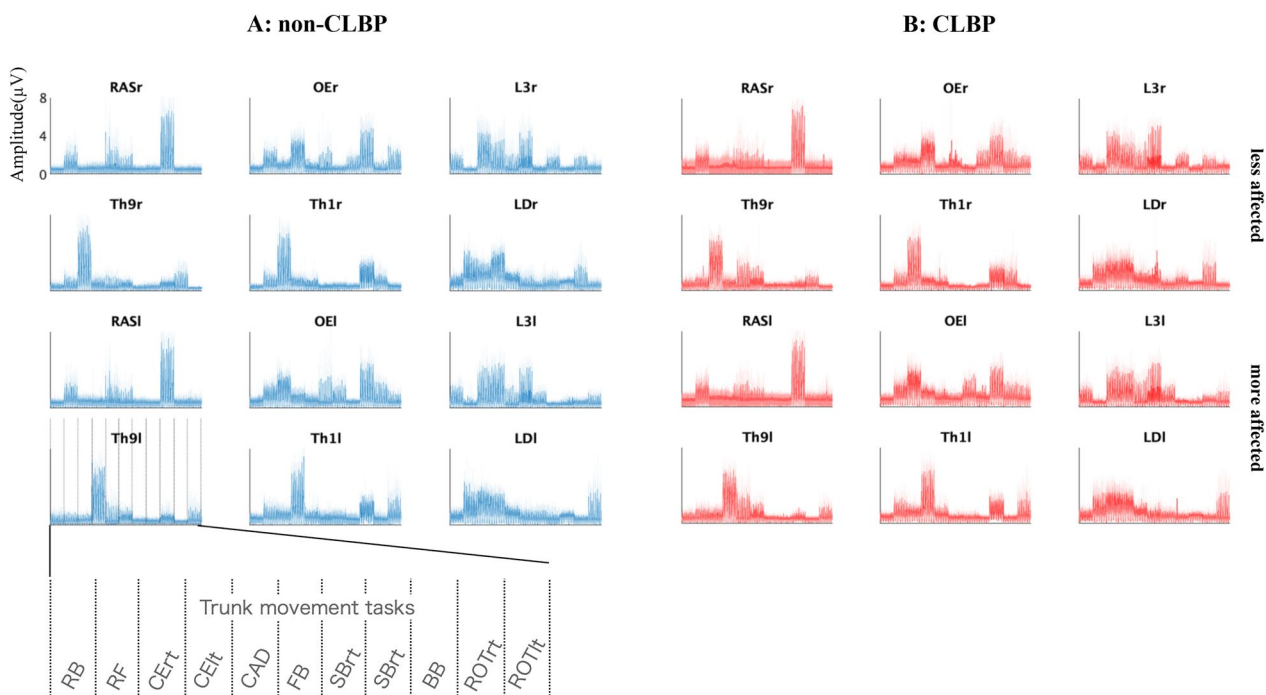 A: non-CLBP
B: CLBP
Amplitude(μV)
8
4
0
RASr
OEr
L3r
RASr
OEr
L3r
less affected
Th9r
Th1r
LDr
Th9r
Th1r
LDr
RASl
OEl
L3l
RASl
OEl
L3l
more affected
Th9l
Th1l
LDl
Th9l
Th1l
LDl
Trunk movement tasks
RB
RF
CErt
CElt
CAD
FB
SBrt
SBrt
BB
ROTrt
ROTlt